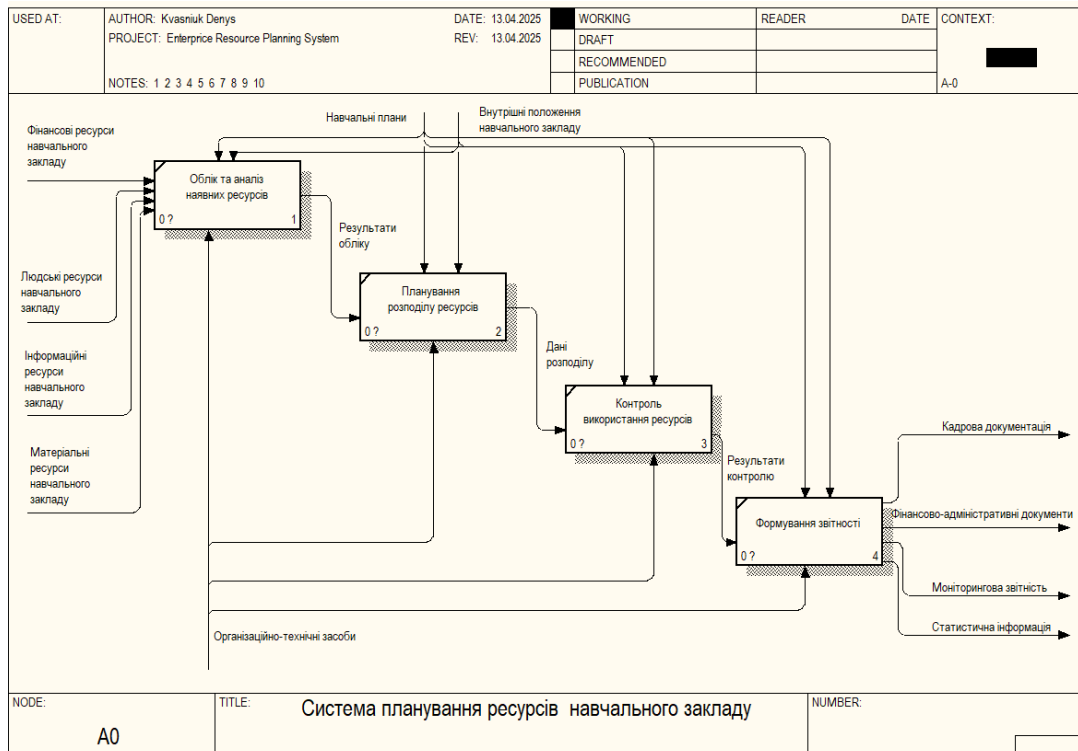 USED AT:
AUTHOR: Kvasniuk Denys
DATE: 13.04.2025
PROJECT: Enterprice Resource Planning System
REV: 13.04.2025
NOTES: 1 2 3 4 5 6 7 8 9 10
WORKING
DRAFT
RECOMMENDED
PUBLICATION
READER
DATE
CONTEXT:
A-0
Фінансові ресурси
навчального
закладу
Навчальні плани
Внутрішні положення
навчального закладу
Облік та аналіз
наявних ресурсів
0 ?
1
Результати
обліку
Людські ресурси
навчального
закладу
Планування
розподілу ресурсів
0 ?
2
Інформаційні
ресурси
навчального
закладу
Дані
розподілу
Контроль
використання ресурсів
0 ?
3
Матеріальні
ресурси
навчального
закладу
Результати
контролю
Кадрова документація
Формування звітності
0 ?
4
Фінансово-адміністративні документи
Моніторингова звітність
Статистична інформація
Організаційно-технічні засоби
NODE:
A0
TITLE:
Система планування ресурсів навчального закладу
NUMBER: